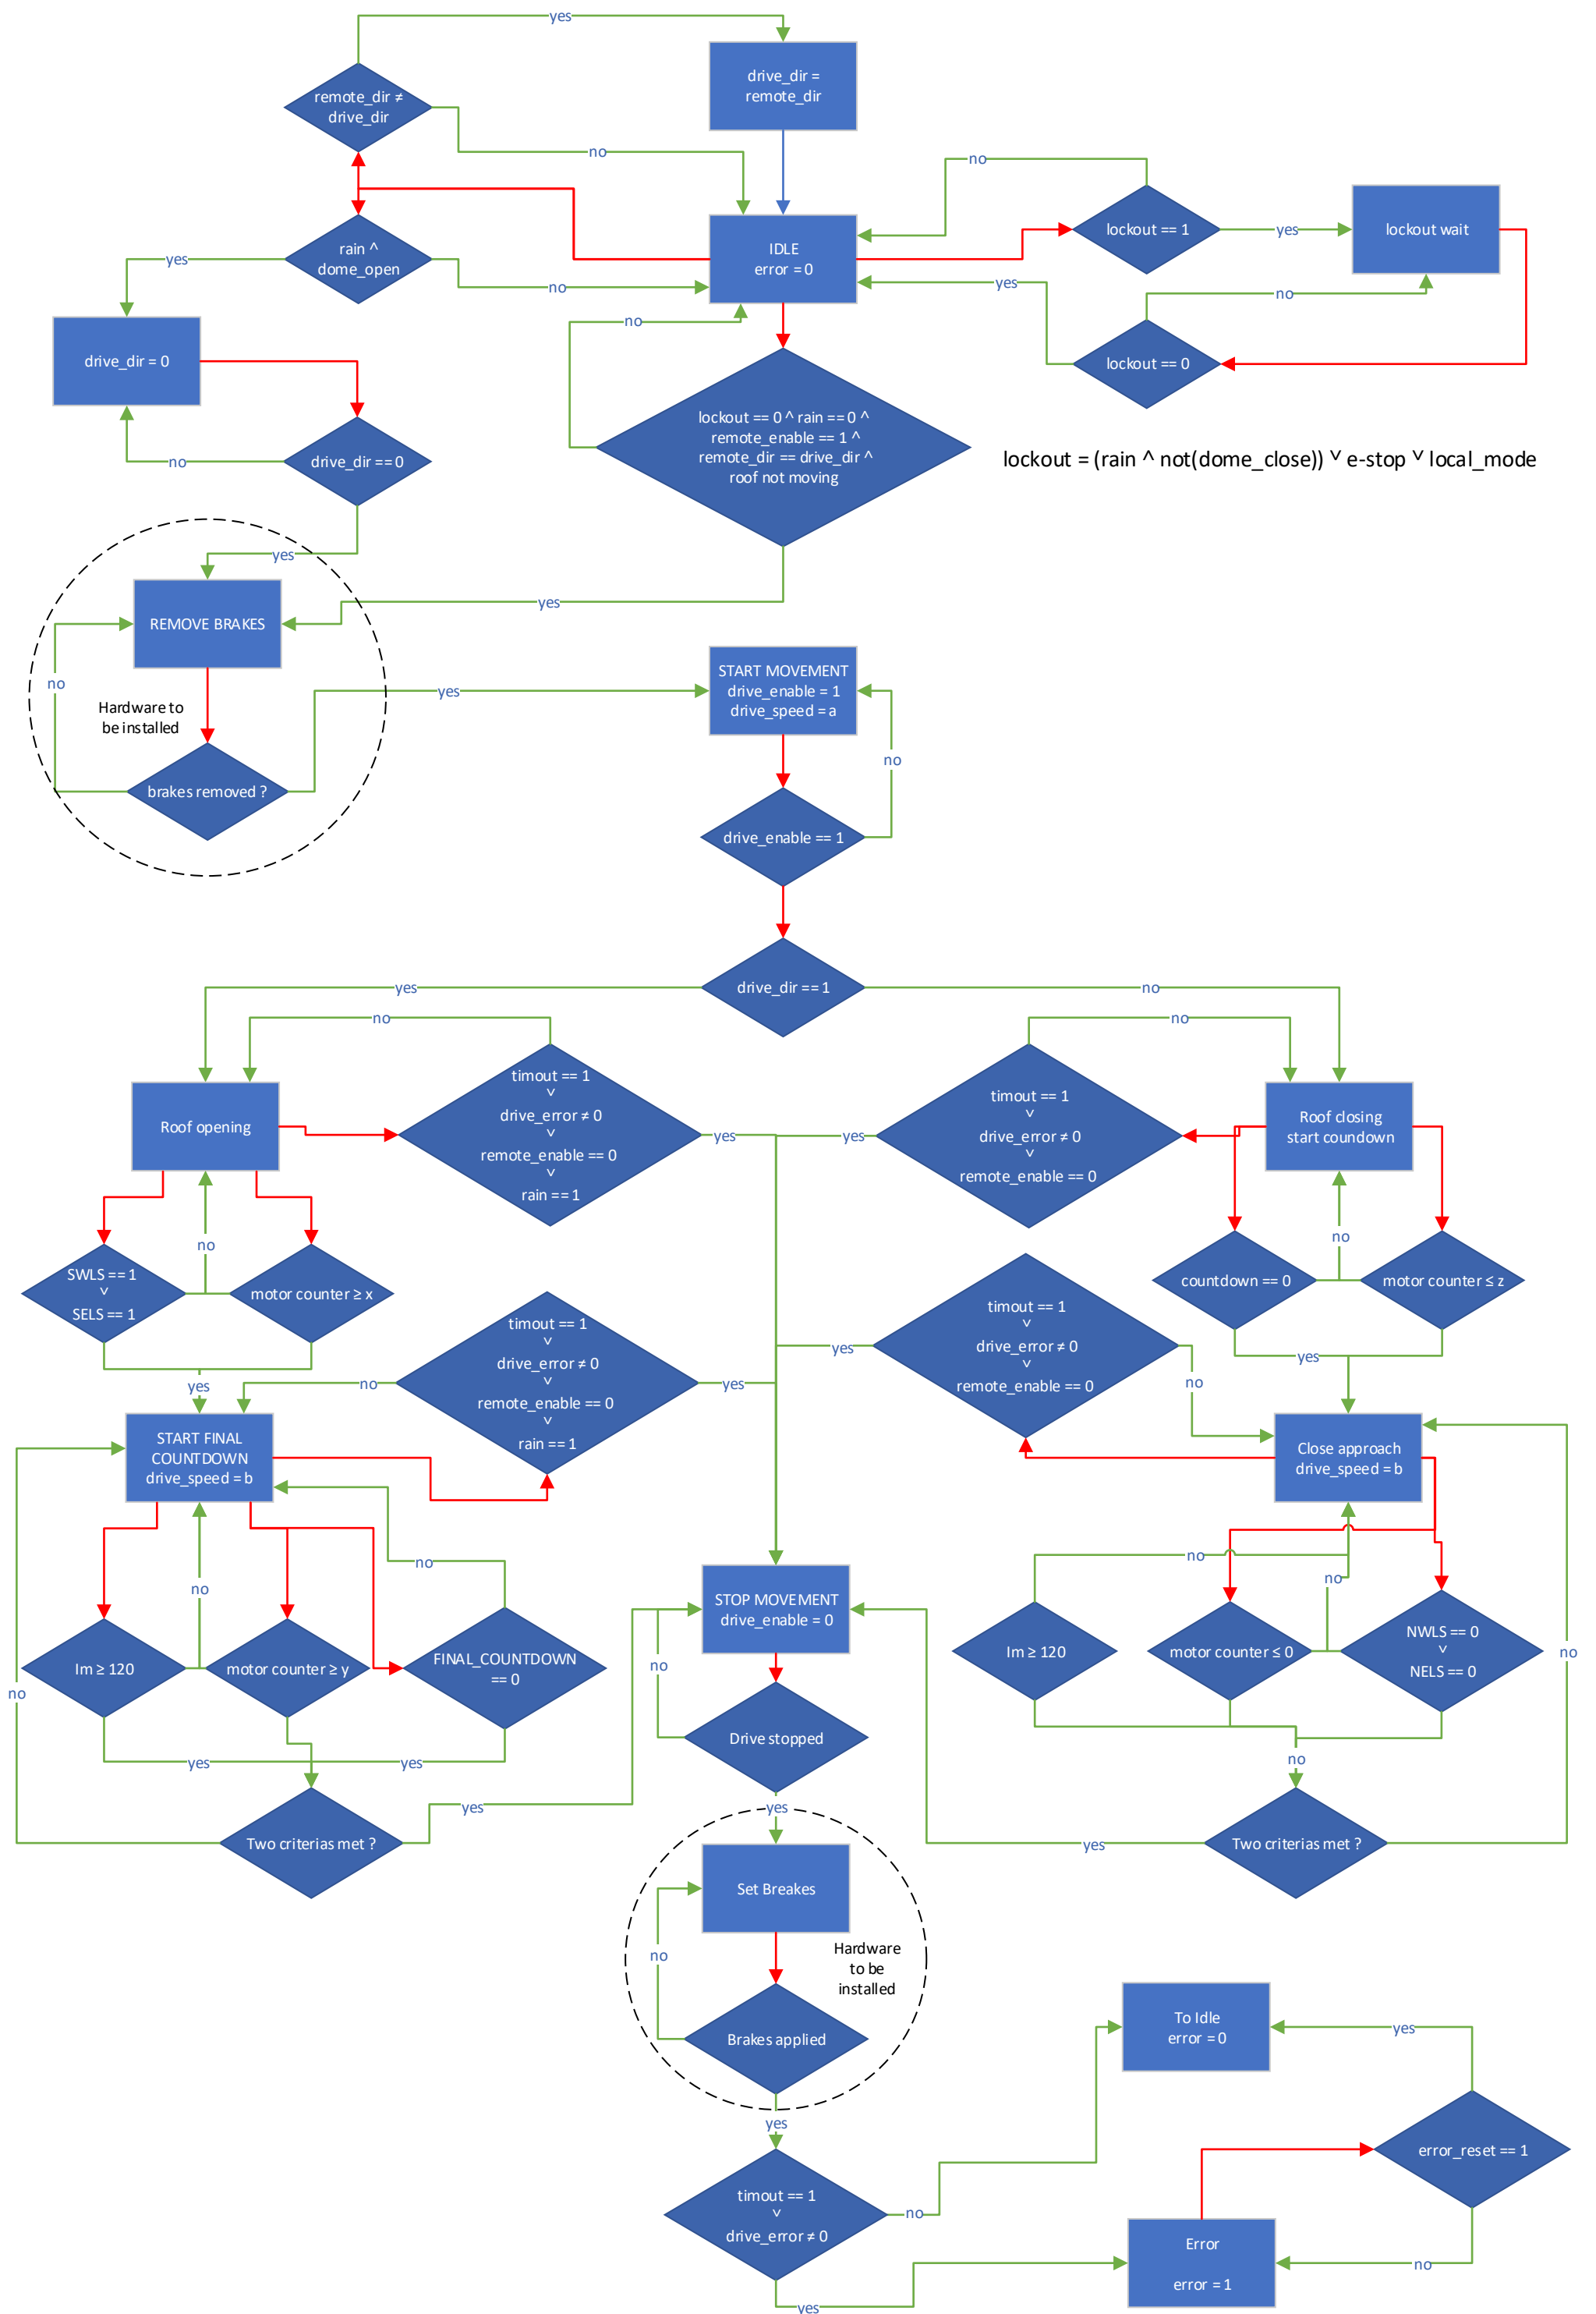 yes
drive_dir =
remote_dir
remote_dir ≠
drive_dir
no
no
lockout == 1
yes
lockout wait
rain ^
dome_open
yes
no
IDLE
error = 0
yes
no
no
drive_dir = 0
lockout == 0
lockout == 0 ^ rain == 0 ^
remote_enable == 1 ^
remote_dir == drive_dir ^
roof not moving
drive_dir == 0
no
lockout = (rain ^ not(dome_close)) ˅ e-stop ˅ local_mode
yes
yes
REMOVE BRAKES
no
Hardware to
be installed
brakes removed ?
yes
START MOVEMENT
drive_enable = 1
drive_speed = a
no
drive_enable == 1
drive_dir == 1
yes
no
no
no
Roof opening
timout == 1
˅
drive_error ≠ 0
˅
remote_enable == 0
˅
rain == 1
yes
yes
timout == 1
˅
drive_error ≠ 0
˅
remote_enable == 0
Roof closing
start coundown
no
no
SWLS == 1
˅
SELS == 1
motor counter ≥ x
countdown == 0
motor counter ≤ z
yes
timout == 1
˅
drive_error ≠ 0
˅
remote_enable == 0
˅
rain == 1
no
yes
yes
timout == 1
˅
drive_error ≠ 0
˅
remote_enable == 0
no
yes
START FINAL
COUNTDOWN
drive_speed = b
Close approach
drive_speed = b
no
no
no
no
STOP MOVEMENT
drive_enable = 0
Im ≥ 120
motor counter ≥ y
FINAL_COUNTDOWN
== 0
no
no
Im ≥ 120
motor counter ≤ 0
NWLS == 0
˅
NELS == 0
no
Drive stopped
yes
yes
no
Two criterias met ?
yes
yes
yes
Two criterias met ?
Set Breakes
no
Hardware
to be
installed
Brakes applied
To Idle
error = 0
yes
yes
timout == 1
˅
drive_error ≠ 0
no
error_reset == 1
Error
error = 1
no
yes